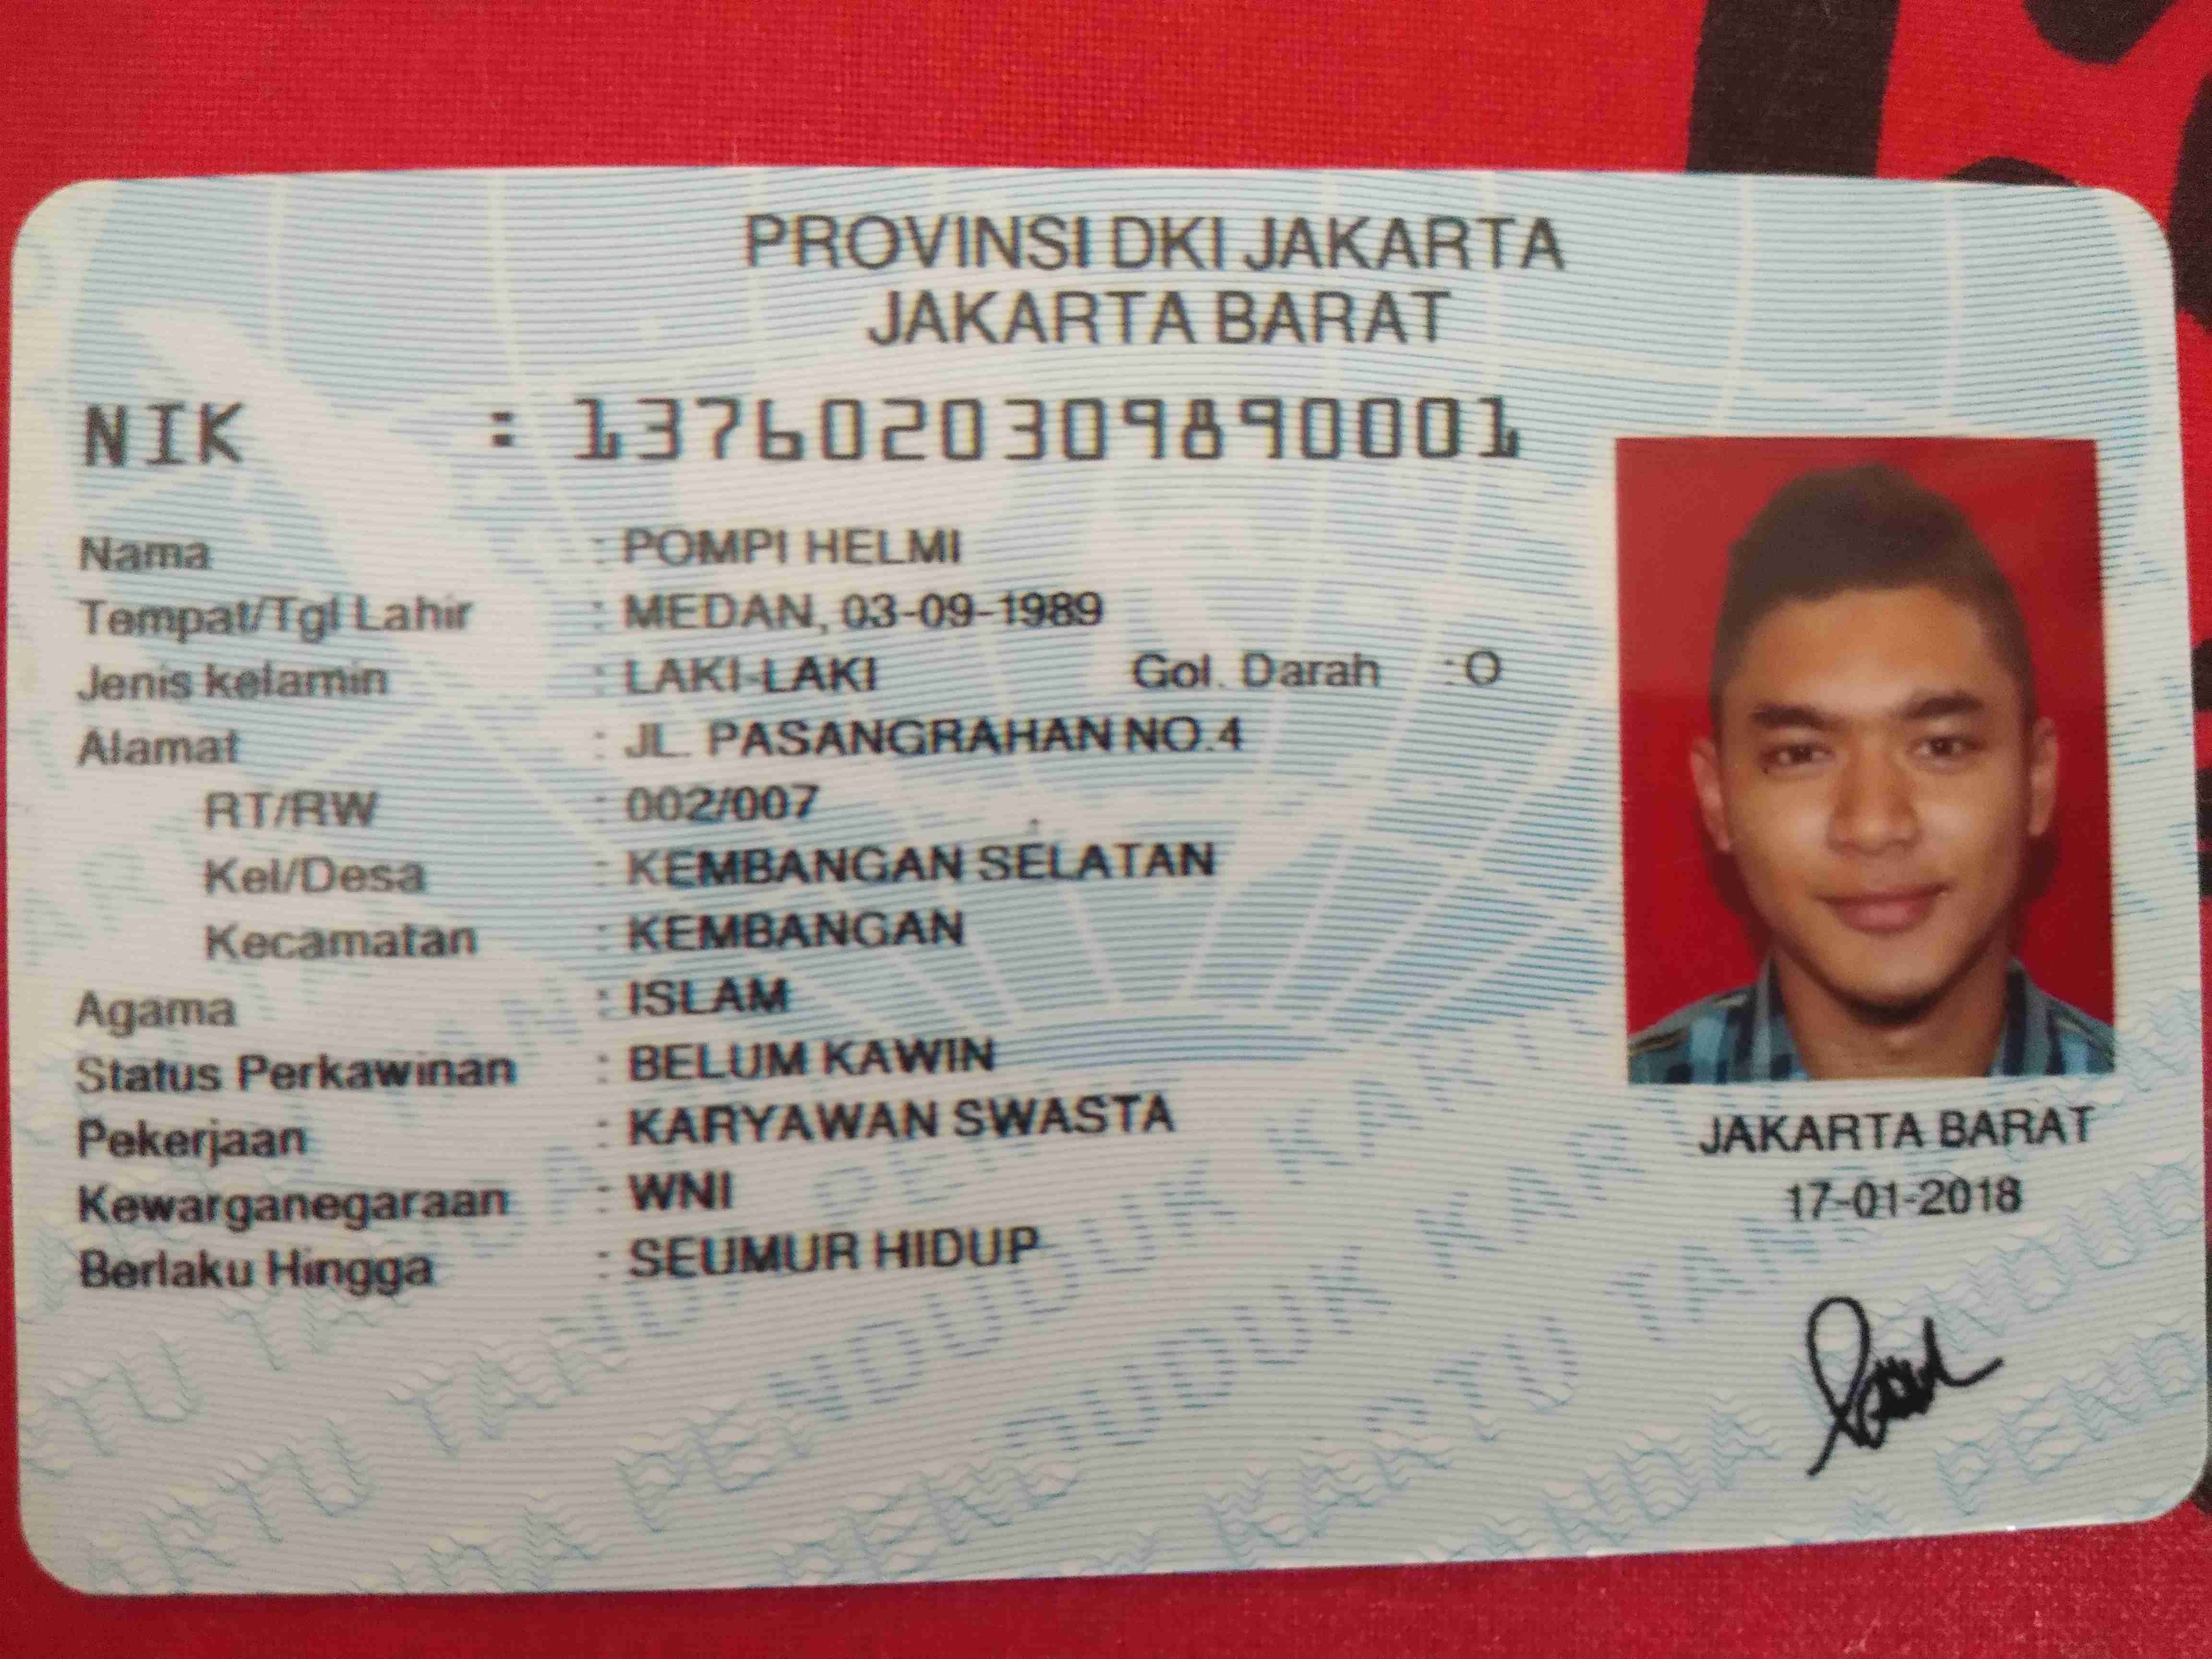 PROVINSI DKI JAKARTA
JAKARTA BARAT
NIK : 1376020309890001
Nama : POMPI HELMI
Tempat/Tgl Lahir : MEDAN, 03-09-1989
Jenis kelamin : LAKI-LAKI Gol. Darah : O
Alamat : JL. PASANGRAHAN NO.4
RT/RW : 002/007
Kel/Desa : KEMBANGAN SELATAN
Kecamatan : KEMBANGAN
Agama : ISLAM
Status Perkawinan : BELUM KAWIN
Pekerjaan : KARYAWAN SWASTA
Kewarganegaraan : WNI
Berlaku Hingga : SEUMUR HIDUP
JAKARTA BARAT
17-01-2018